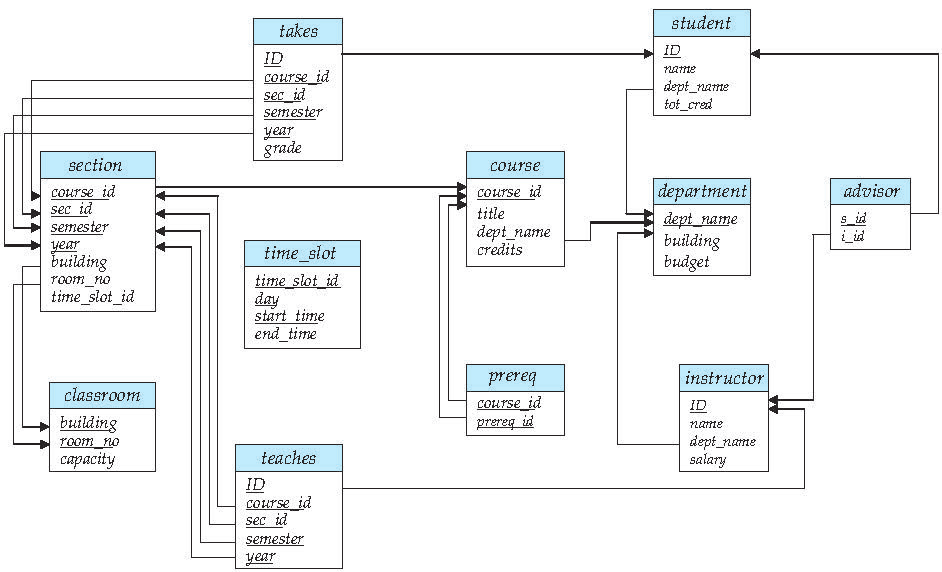 takes
ID
course_id
sec_id
semester
year
grade
student
ID
name
dept_name
tot_cred
section
course_id
sec_id
semester
year
building
room_no
time_slot_id
course
course_id
title
dept_name
credits
department
dept_name
building
budget
advisor
s_id
i_id
time_slot
time_slot_id
day
start_time
end_time
prereq
course_id
prereq_id
instructor
ID
name
dept_name
salary
classroom
building
room_no
capacity
teaches
ID
course_id
sec_id
semester
year